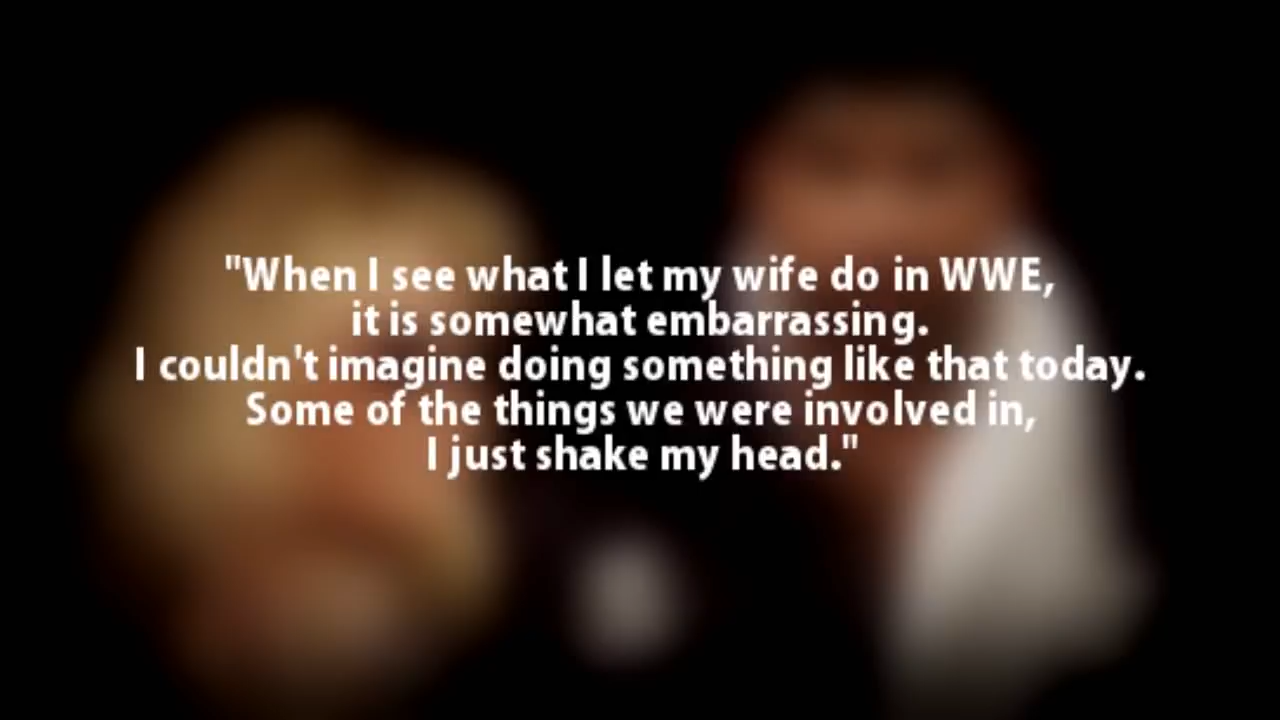 "When I see what I let my wife do in WWE,
it is somewhat embarrassing.
I couldn't imagine doing something like that today.
Some of the things we were involved in,
I just shake my head."